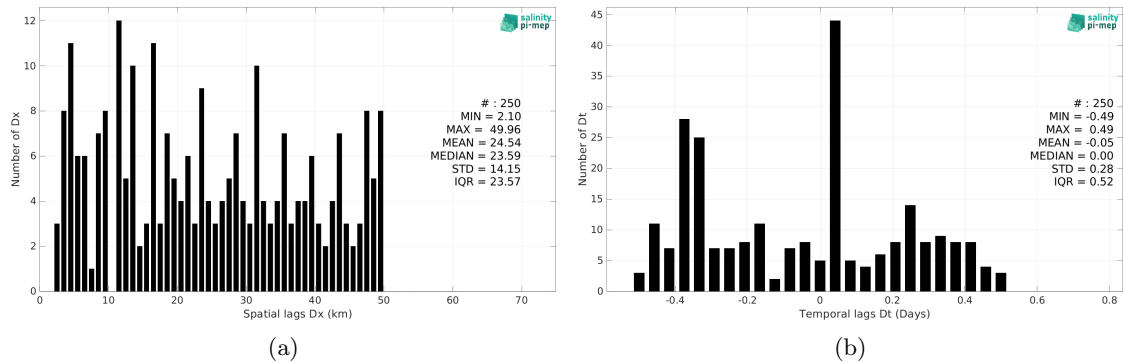 salinity
pi-mep
Number of Dx
12
10
8
6
4
2
0
# : 250
MIN = 2.10
MAX = 49.96
MEAN = 24.54
MEDIAN = 23.59
STD = 14.15
IQR = 23.57
0 10 20 30 40 50 60 70
Spatial lags Dx (km)
(a)
salinity
pi-mep
Number of Dt
45
40
35
30
25
20
15
10
5
0
# : 250
MIN = -0.49
MAX = 0.49
MEAN = -0.05
MEDIAN = 0.00
STD = 0.28
IQR = 0.52
-0.4 -0.2 0 0.2 0.4 0.6 0.8
Temporal lags Dt (Days)
(b)